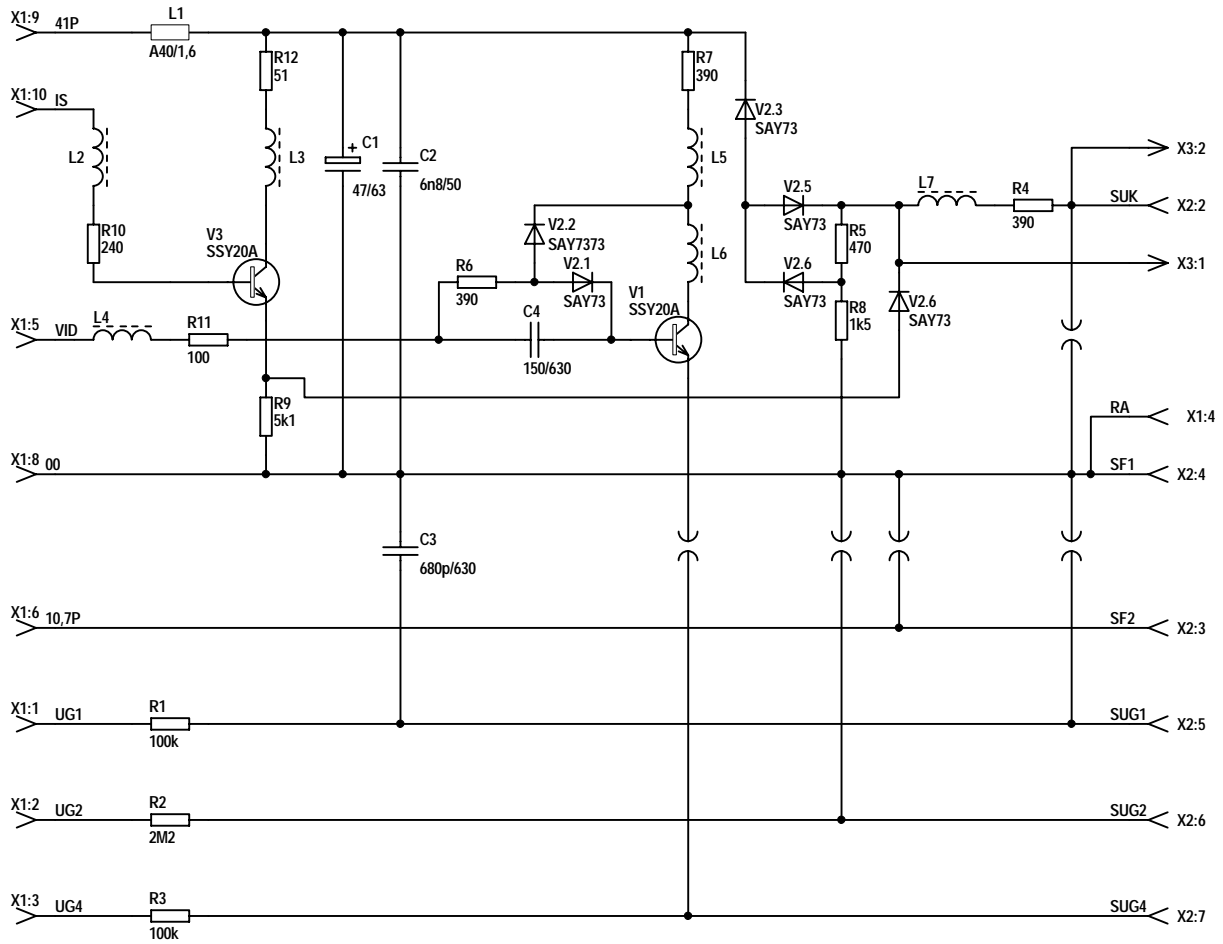 X1:9 41P L1
A40/1,6
R12
51
R7
390
X1:10 IS
V2.3
SAY73
L2
L3
+ C1
47/63
C2
6n8/50
L5
X3:2
V2.5
SAY73
L7
R4
390
SUK X2:2
R10
240
V3
SSY20A
V2.2
SAY7373
R5
470
L6
R6
390
V2.1
SAY73
V2.6
SAY73
X3:1
V1
SSY20A
R8
1k5
V2.6
SAY73
X1:5 VID L4
R11
100
C4
150/630
R9
5k1
RA X1:4
X1:8 00
SF1 X2:4
C3
680p/630
X1:6 10,7P
SF2 X2:3
X1:1 UG1 R1
100k
SUG1 X2:5
X1:2 UG2 R2
2M2
SUG2 X2:6
X1:3 UG4 R3
100k
SUG4 X2:7